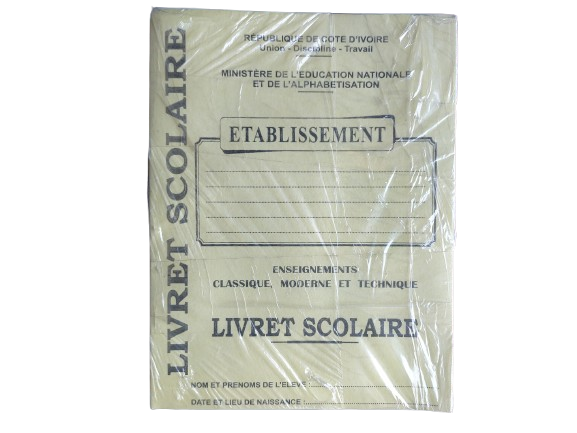 LIVRET SCOLAIRE
RÉPUBLIQUE DE COTE D'IVOIRE
Union - Discipline - Travail
MINISTÈRE DE L'EDUCATION NATIONALE
ET DE L'ALPHABETISATION
ETABLISSEMENT
ENSEIGNEMENTS
CLASSIQUE, MODERNE ET TECHNIQUE
LIVRET SCOLAIRE
NOM ET PRENOMS DE L'ELEVE :
DATE ET LIEU DE NAISSANCE :